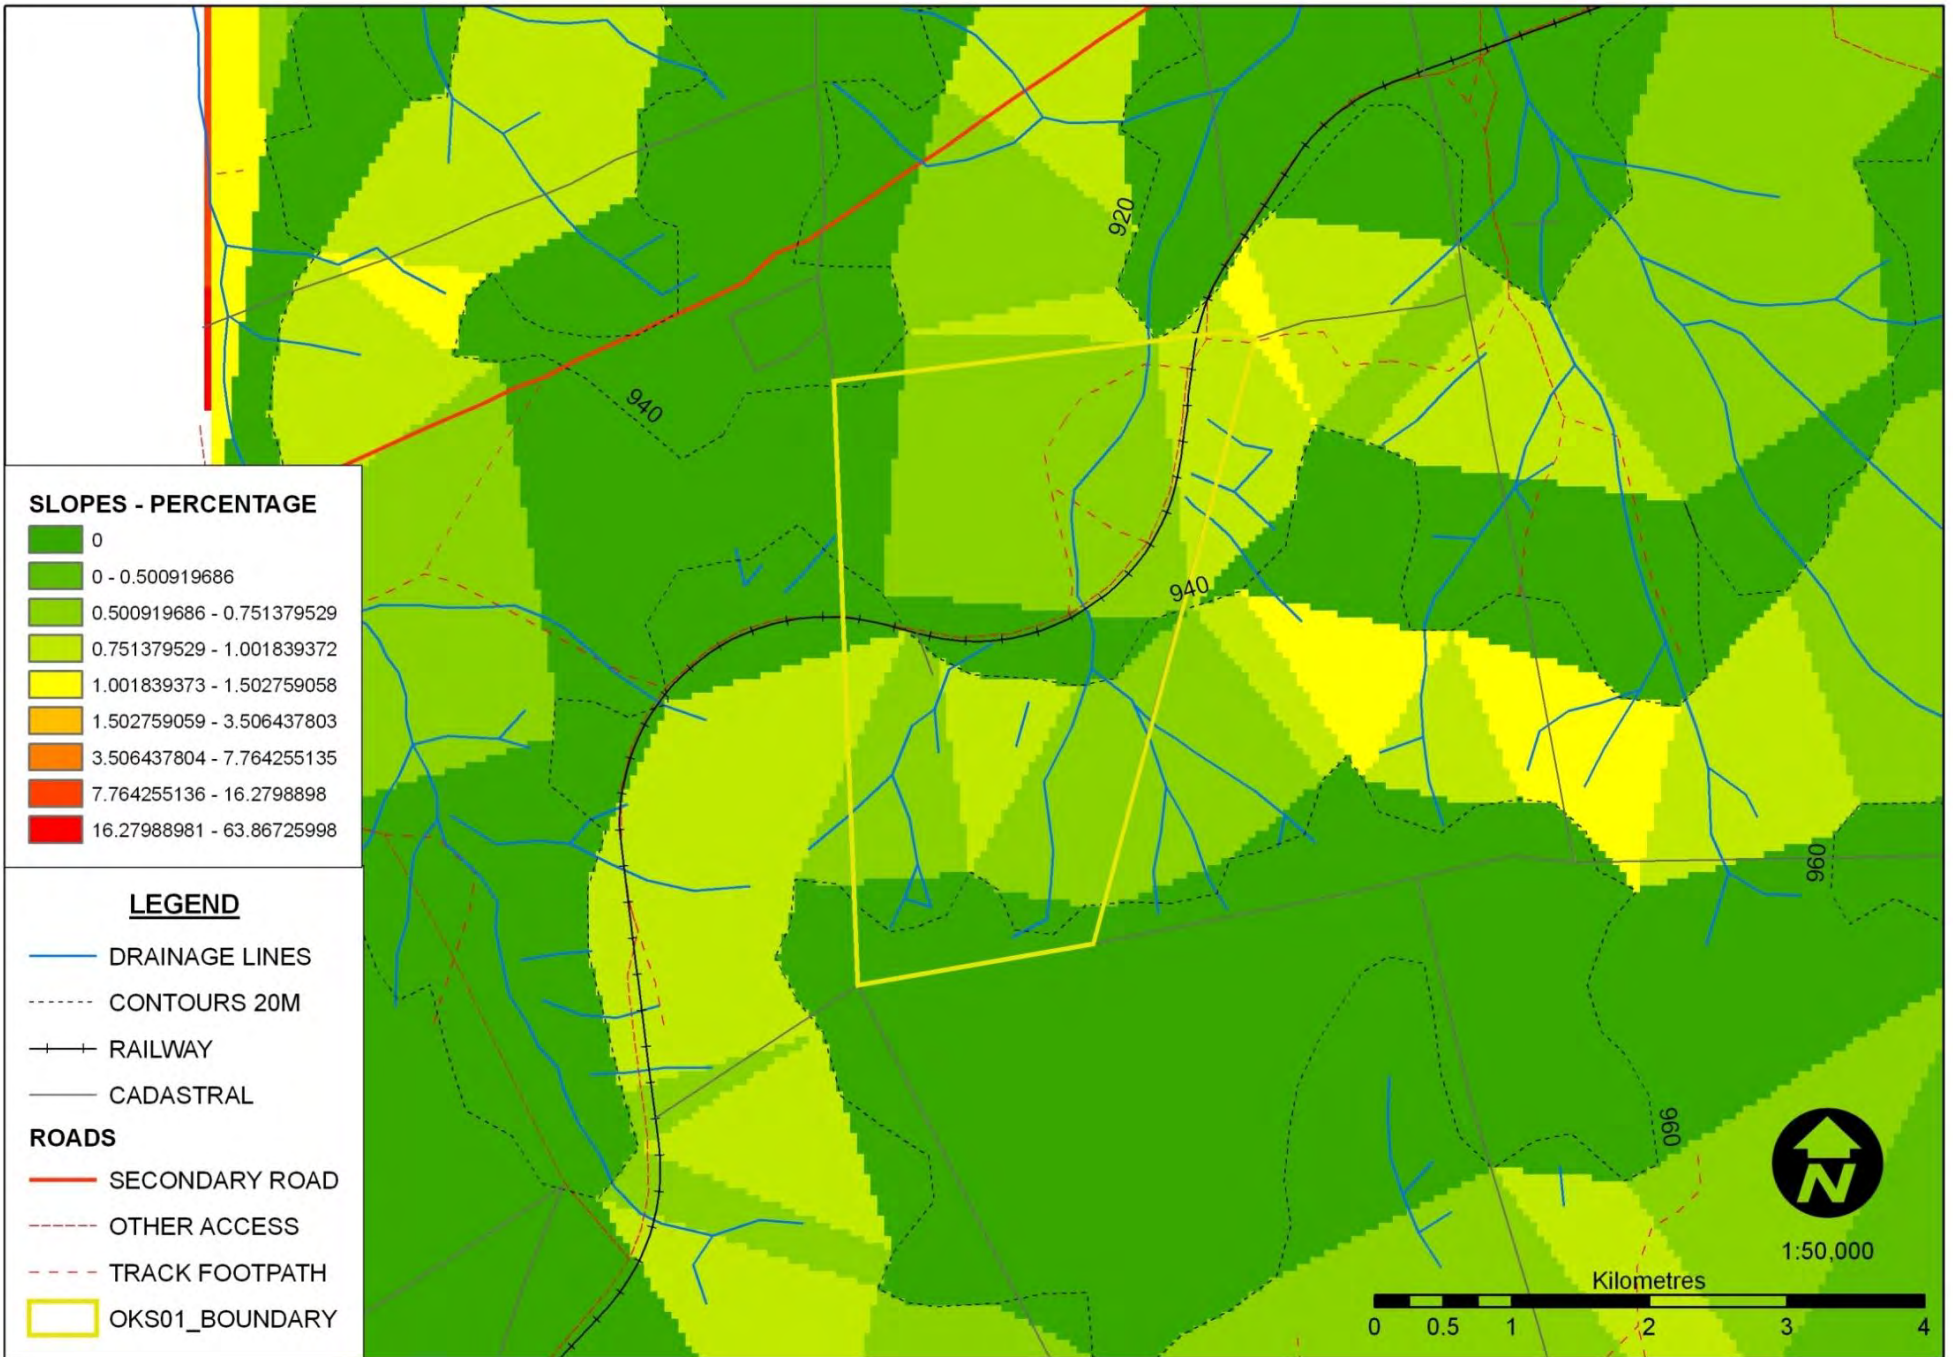 920
940
940
960
960
SLOPES - PERCENTAGE
0
0 - 0.500919686
0.500919686 - 0.751379529
0.751379529 - 1.001839372
1.001839373 - 1.502759058
1.502759059 - 3.506437803
3.506437804 - 7.764255135
7.764255136 - 16.2798898
16.27988981 - 63.86725998
LEGEND
DRAINAGE LINES
CONTOURS 20M
RAILWAY
CADASTRAL
ROADS
SECONDARY ROAD
OTHER ACCESS
TRACK FOOTPATH
OKS01_BOUNDARY
N
1:50,000
Kilometres
0 0.5 1 2 3 4